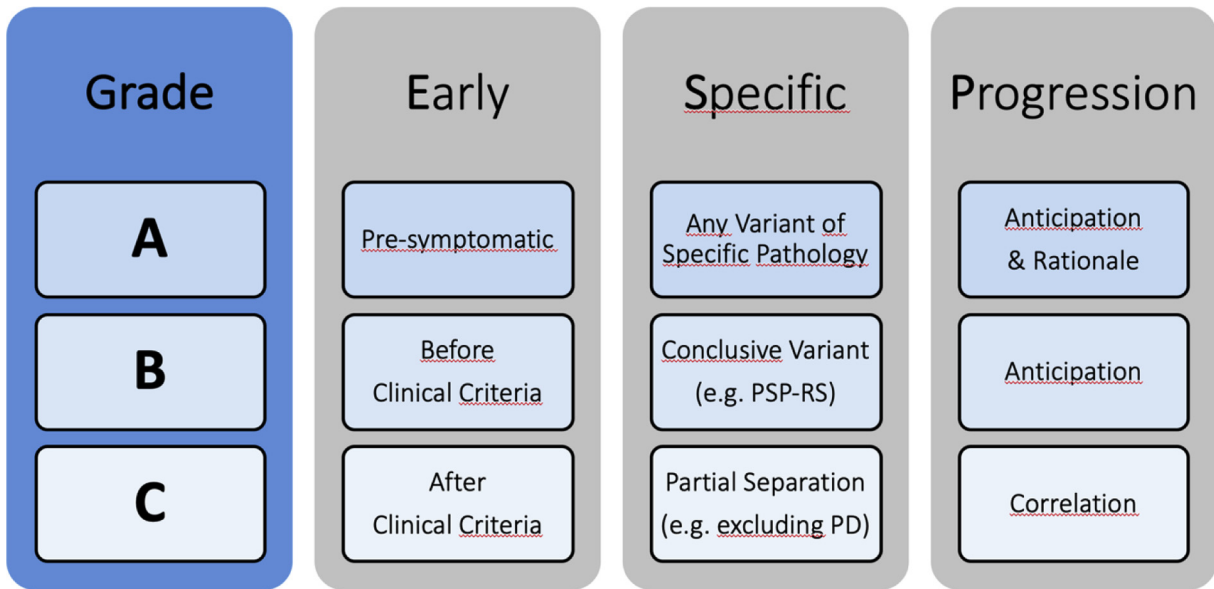 Grade
Early
Specific
Progression
A
Pre-symptomatic
Any Variant of
Specific Pathology
Anticipation
& Rationale
B
Before
Clinical Criteria
Conclusive Variant
(e.g. PSP-RS)
Anticipation
C
After
Clinical Criteria
Partial Separation
(e.g. excluding PD)
Correlation